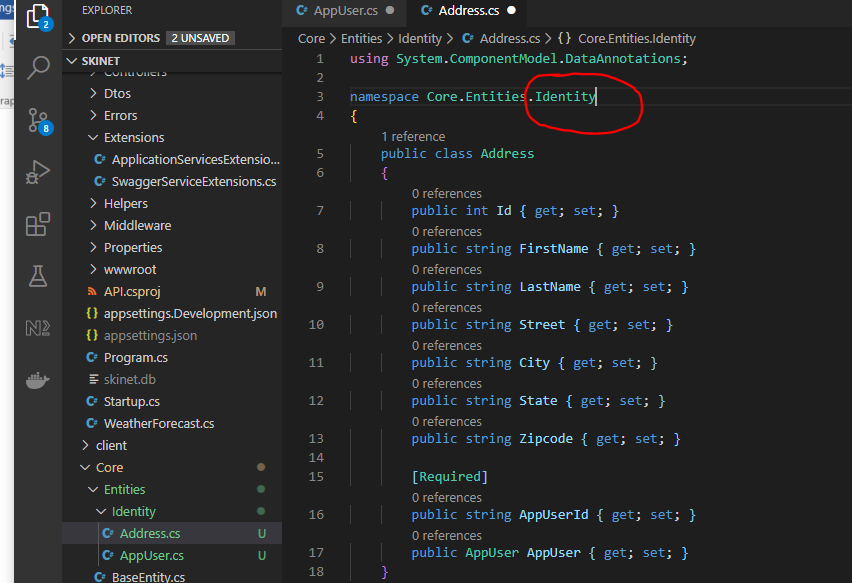 EXPLORER
AppUser.cs
Address.cs
OPEN EDITORS 2 UNSAVED
Core > Entities > Identity > Address.cs > {} Core.Entities.Identity
SKINET
Controllers
Dtos
Errors
Extensions
ApplicationServicesExtensio...
SwaggerServiceExtensions.cs
Helpers
Middleware
Properties
wwwroot
API.csproj M
{} appsettings.Development.json
{} appsettings.json
Program.cs
skinet.db
Startup.cs
WeatherForecast.cs
client
Core
Entities
Identity
Address.cs U
AppUser.cs U
BaseEntity.cs
2
8
1 using System.ComponentModel.DataAnnotations;
2
3 namespace Core.Entities.Identity
4 {
1 reference
5 public class Address
6 {
0 references
7 public int Id { get; set; }
0 references
8 public string FirstName { get; set; }
0 references
9 public string LastName { get; set; }
0 references
10 public string Street { get; set; }
0 references
11 public string City { get; set; }
0 references
12 public string State { get; set; }
0 references
13 public string Zipcode { get; set; }
14
15 [Required]
0 references
16 public string AppUserId { get; set; }
0 references
17 public AppUser AppUser { get; set; }
18 }